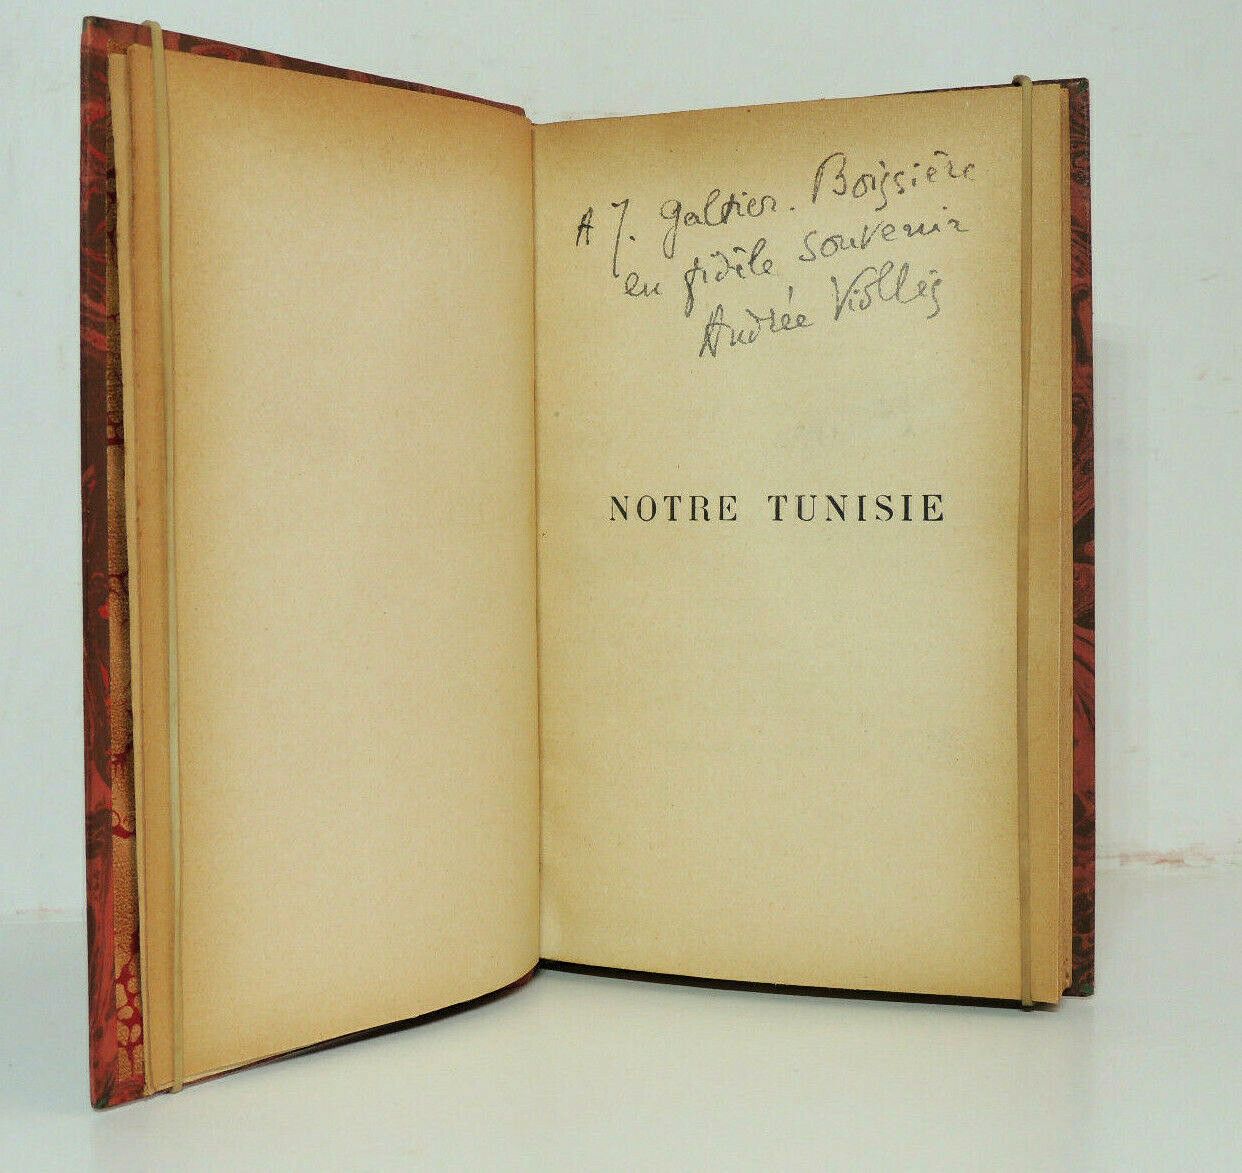 A J. Galtier. Boissière
en fidèle souvenir
Andrée Viollis
NOTRE TUNISIE